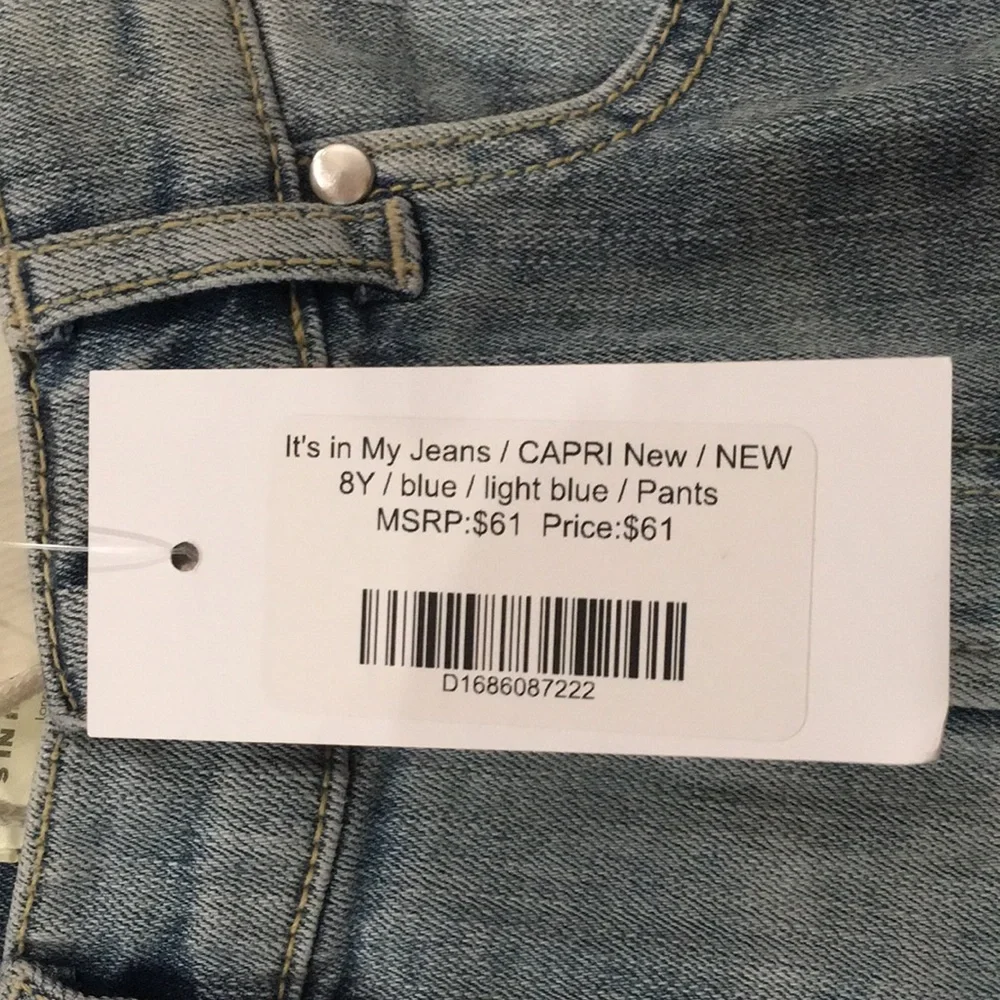 It's in My Jeans / CAPRI New / NEW
8Y / blue / light blue / Pants
MSRP:$61 Price:$61
D1686087222